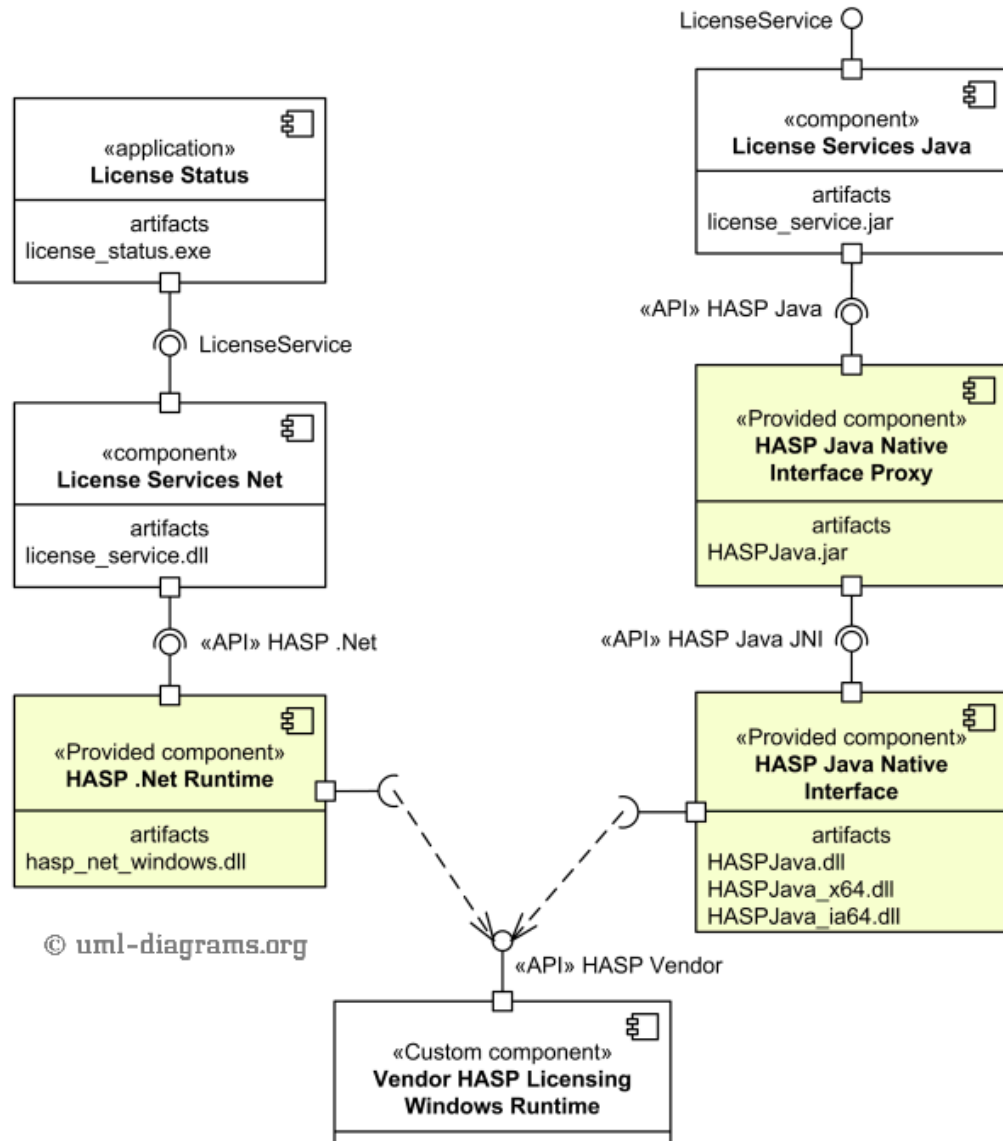 LicenseService
«application»
License Status
artifacts
license_status.exe
LicenseService
«component»
License Services Net
artifacts
license_service.dll
«API» HASP .Net
«Provided component»
HASP .Net Runtime
artifacts
hasp_net_windows.dll
© uml-diagrams.org
«component»
License Services Java
artifacts
license_service.jar
«API» HASP Java
«Provided component»
HASP Java Native
Interface Proxy
artifacts
HASPJava.jar
«API» HASP Java JNI
«Provided component»
HASP Java Native
Interface
artifacts
HASPJava.dll
HASPJava_x64.dll
HASPJava_ia64.dll
«API» HASP Vendor
«Custom component»
Vendor HASP Licensing
Windows Runtime